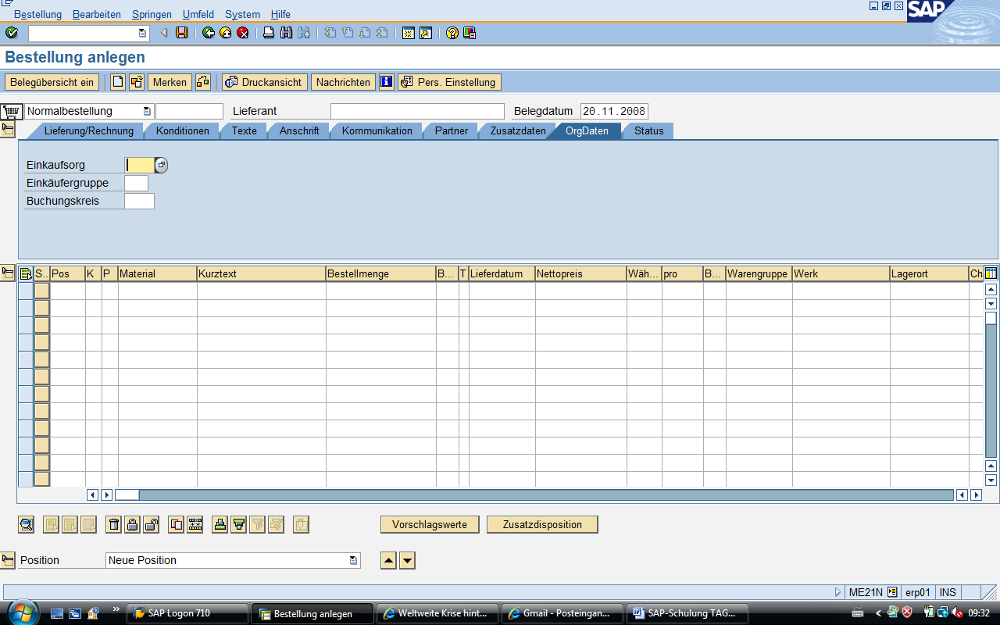 Bestellung Bearbeiten Springen Umfeld System Hilfe
SAP
Bestellung anlegen
Belegübersicht ein Merken Druckansicht Nachrichten Pers. Einstellung
Normalbestellung Lieferant Belegdatum 20.11.2008
Lieferung/Rechnung Konditionen Texte Anschrift Kommunikation Partner Zusatzdaten OrgDaten Status
Einkaufsorg
Einkäufergruppe
Buchungskreis
S.. Pos K P Material Kurztext Bestellmenge B... T Lieferdatum Nettopreis Wäh... pro B... Warengruppe Werk Lagerort Ch
Vorschlagswerte Zusatzdisposition
Position Neue Position
ME21N erp01 INS
SAP Logon 710 Bestellung anlegen Weltweite Krise hint... Gmail - Posteingan... SAP-Schulung TAG... 09:32